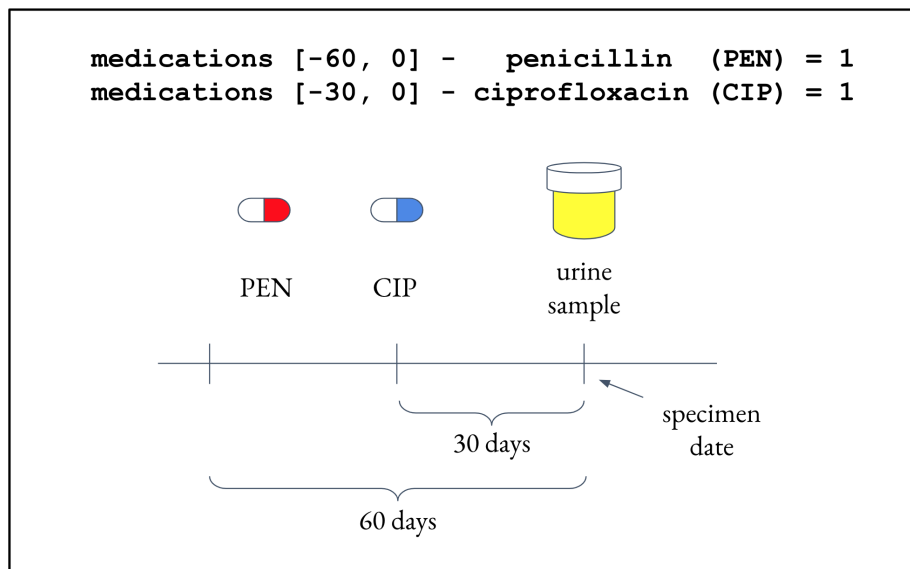 medications [-60, 0] - penicillin (PEN) = 1
medications [-30, 0] - ciprofloxacin (CIP) = 1
PEN
CIP
urine
sample
30 days
specimen
date
60 days